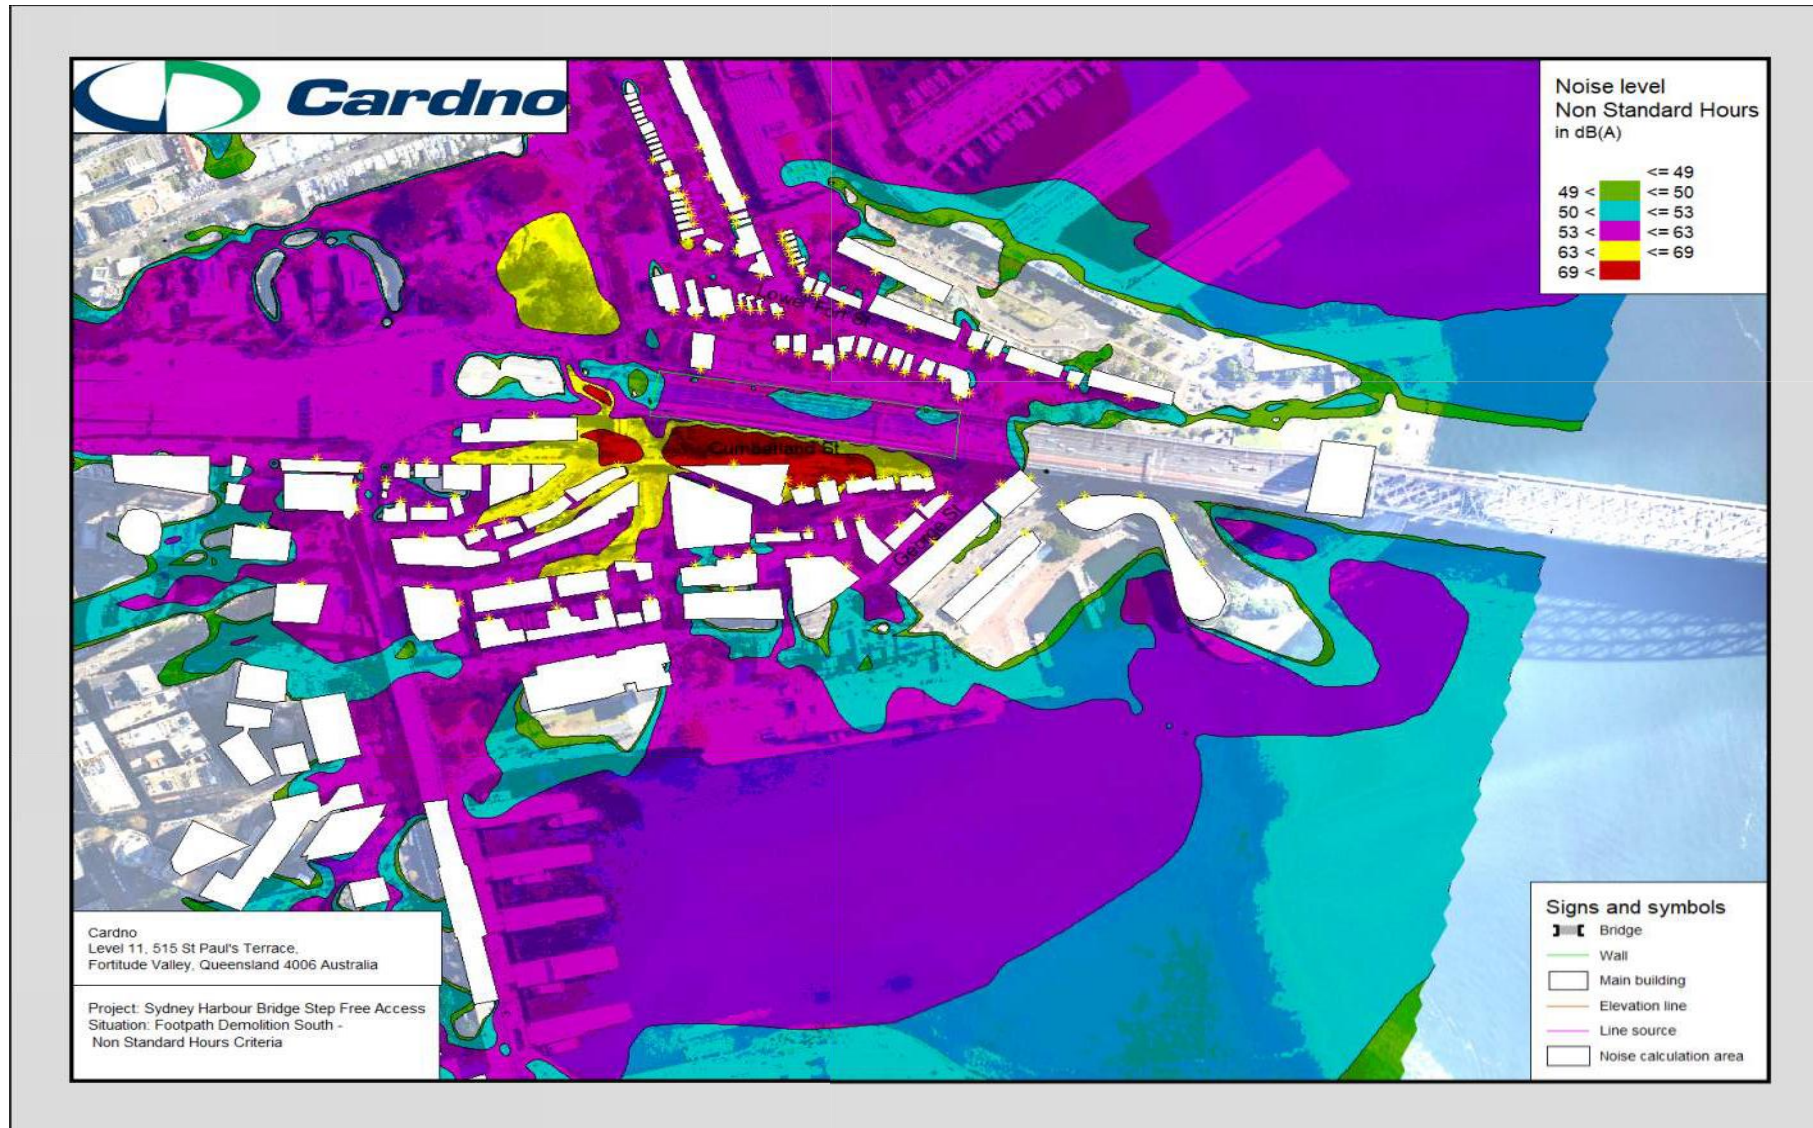 Cardno
Noise level
Non Standard Hours
in dB(A)
<= 49
49 < <= 50
50 < <= 53
53 < <= 63
63 < <= 69
69 <
Lower Fort St
Cumberland St
George St
Cardno
Level 11, 515 St Paul's Terrace,
Fortitude Valley, Queensland 4006 Australia
Project: Sydney Harbour Bridge Step Free Access
Situation: Footpath Demolition South -
Non Standard Hours Criteria
Signs and symbols
Bridge
Wall
Main building
Elevation line
Line source
Noise calculation area